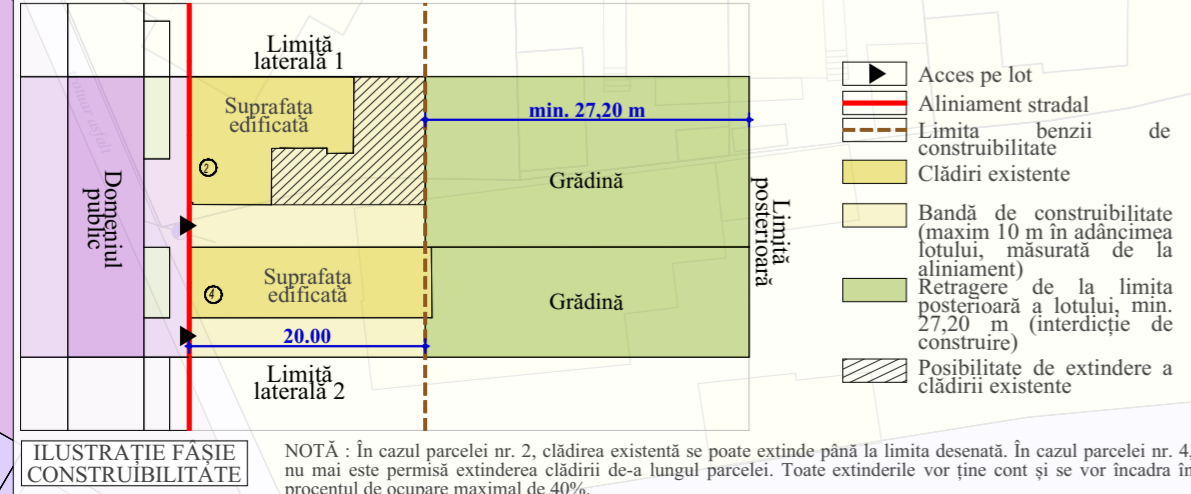 Limită
laterală 1
Suprafața
edificată
2
min. 27,20 m
Grădină
Domeniul
public
Limită
posterioară
Suprafața
edificată
4
Grădină
20.00
Limită
laterală 2
Acces pe lot
Aliniament stradal
Limita benzii de
construibilitate
Clădiri existente
Bandă de construibilitate
(maxim 10 m în adâncimea
lotului, măsurată de la
aliniament)
Retragere de la limita
posterioară a lotului, min.
27,20 m (interdicție de
construire)
Posibilitate de extindere a
clădirii existente
ILUSTRAȚIE FÂȘIE
CONSTRUIBILITATE
NOTĂ : În cazul parcelei nr. 2, clădirea existentă se poate extinde până la limita desenată. În cazul parcelei nr. 4,
nu mai este permisă extinderea clădirii de-a lungul parcelei. Toate extinderile vor ține cont și se vor încadra în
procentul de ocupare maximal de 40%.